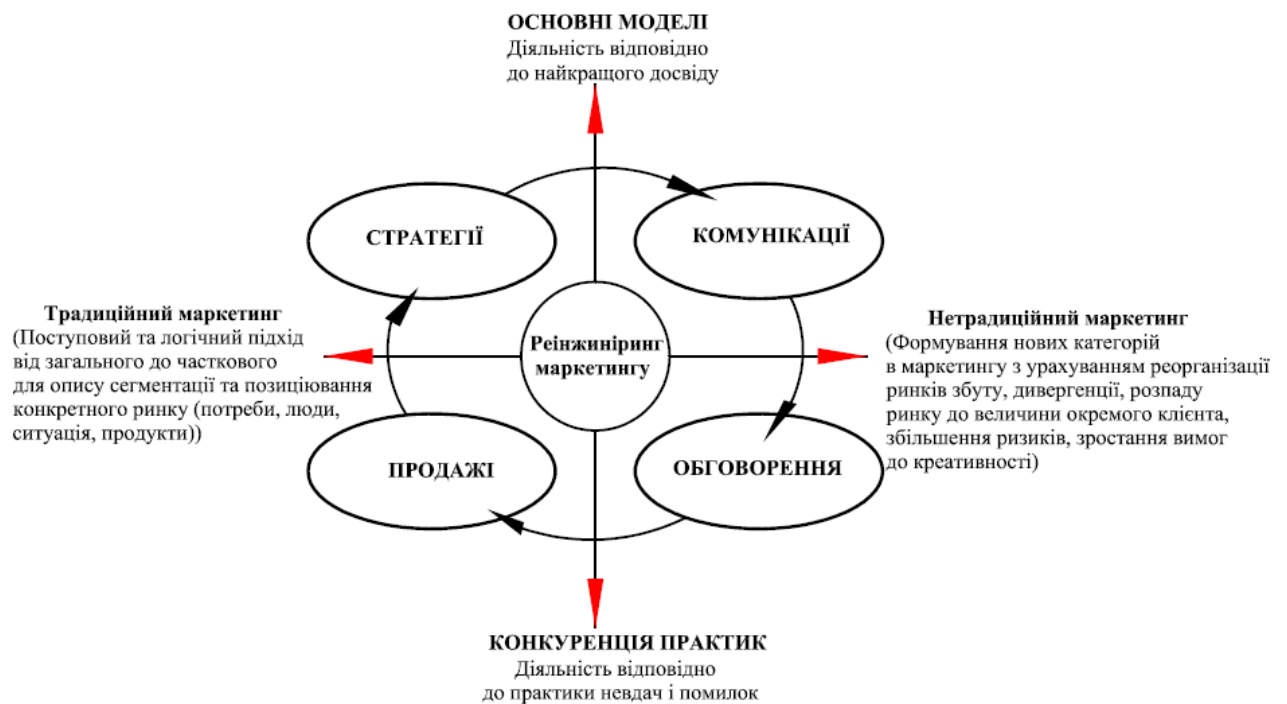 ОСНОВНІ МОДЕЛІ
Діяльність відповідно
до найкращого досвіду
СТРАТЕГІЇ
КОМУНІКАЦІЇ
Традиційний маркетинг
(Поступовий та логічний підхід
від загального до часткового
для опису сегментації та позиціювання
конкретного ринку (потреби, люди,
ситуація, продукти))
Реінжиніринг
маркетингу
Нетрадиційний маркетинг
(Формування нових категорій
в маркетингу з урахуванням реорганізації
ринків збуту, дивергенції, розпаду
ринку до величини окремого клієнта,
збільшення ризиків, зростання вимог
до креативності)
ПРОДАЖІ
ОБГОВОРЕННЯ
КОНКУРЕНЦІЯ ПРАКТИК
Діяльність відповідно
до практики невдач і помилок